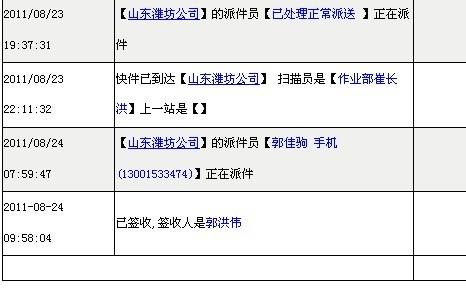 2011/08/23 【山东潍坊公司】的派件员【已处理正常派送 】正在派
19:37:31 件
2011/08/23 快件已到达【山东潍坊公司】 扫描员是【作业部崔长
22:11:32 洪】上一站是【】
2011/08/24 【山东潍坊公司】的派件员【郭佳驹 手机
07:59:47 (13001533474)】正在派件
2011-08-24
09:58:04
已签收,签收人是郭洪伟